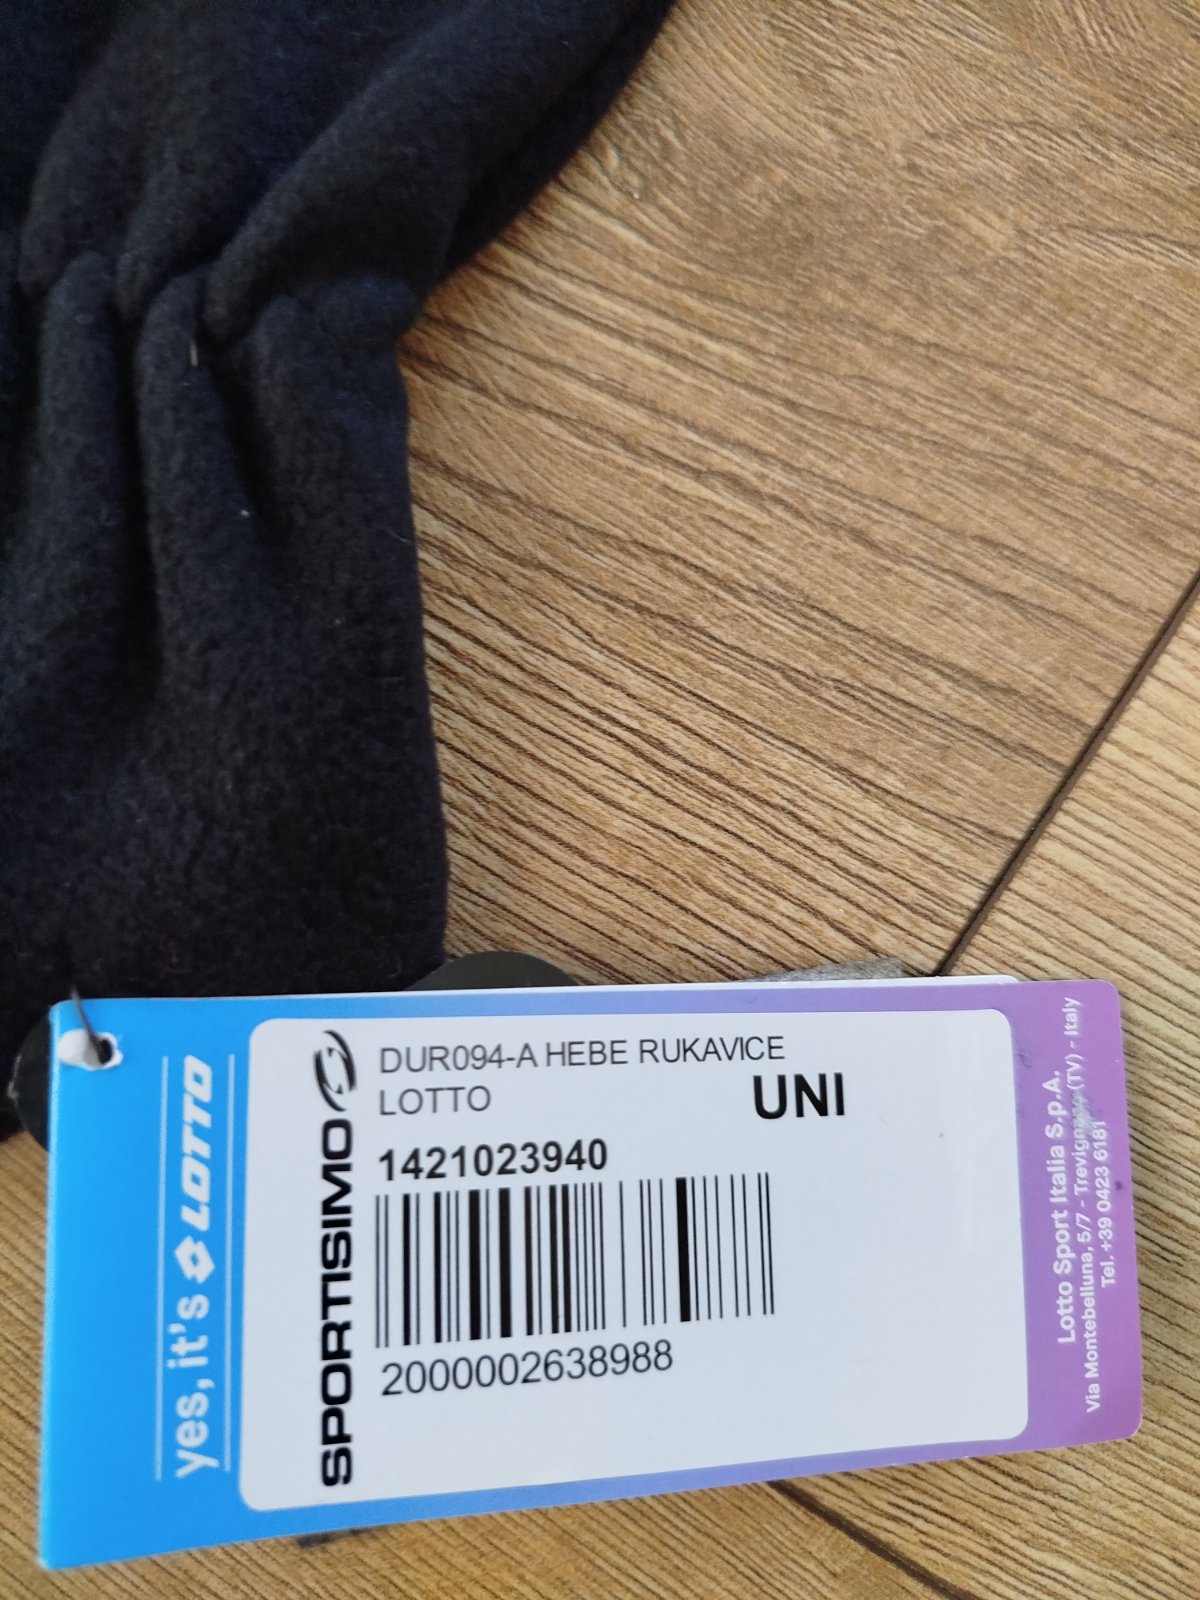 yes, it's LOTTO
SPORTISIMO
DUR094-A HEBE RUKAVICE
LOTTO
UNI
1421023940
2000002638988
Lotto Sport Italia S.p.A.
Via Montebelluna, 5/7 - Trevignano (TV) - Italy
Tel. +39 0423 6181